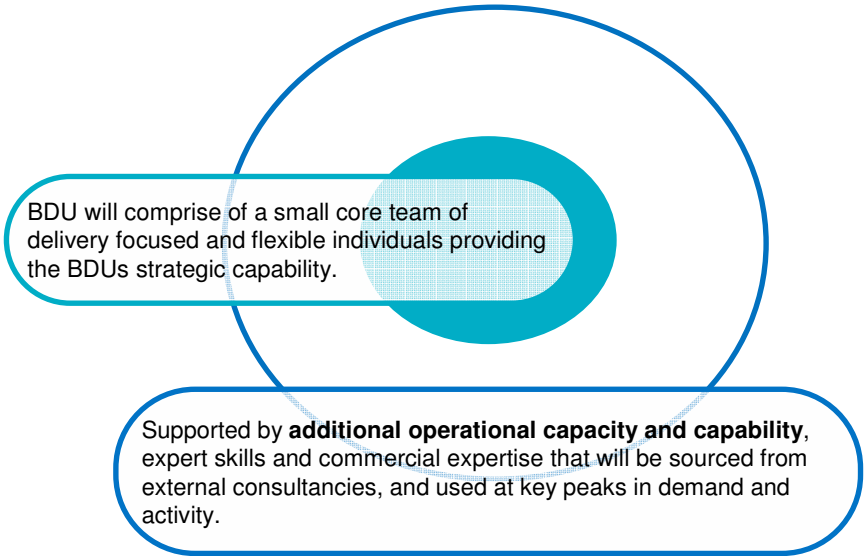 BDU will comprise of a small core team of
delivery focused and flexible individuals providing
the BDUs strategic capability.
Supported by additional operational capacity and capability,
expert skills and commercial expertise that will be sourced from
external consultancies, and used at key peaks in demand and
activity.